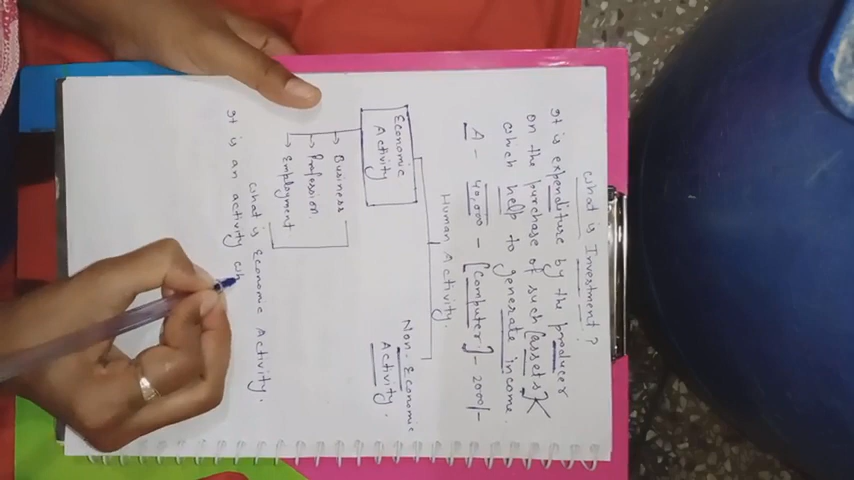 What is Investment?
It is expenditure by the producer
on the purchase of such [assets]
which help to generate income.
A - 40,000 - [Computer] - 2000/-
Human Activity.
Economic Activity
Non-Economic Activity.
→ Business
→ Profession.
→ Employment
What is Economic Activity.
It is an activity wh